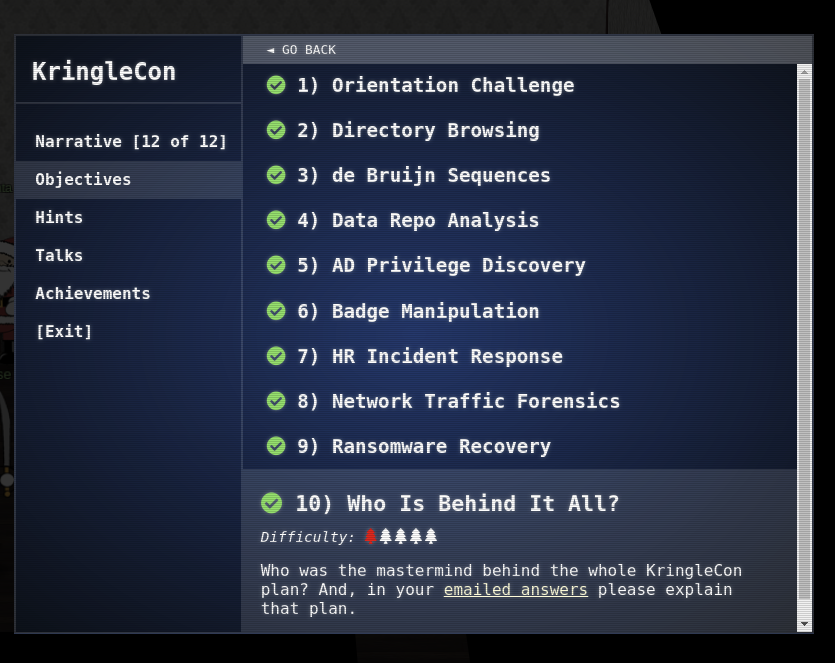 KringleCon
Narrative [12 of 12]
Objectives
Hints
Talks
Achievements
[Exit]
◄ GO BACK
1) Orientation Challenge
2) Directory Browsing
3) de Bruijn Sequences
4) Data Repo Analysis
5) AD Privilege Discovery
6) Badge Manipulation
7) HR Incident Response
8) Network Traffic Forensics
9) Ransomware Recovery
10) Who Is Behind It All?
Difficulty:
Who was the mastermind behind the whole KringleCon
plan? And, in your emailed answers please explain
that plan.